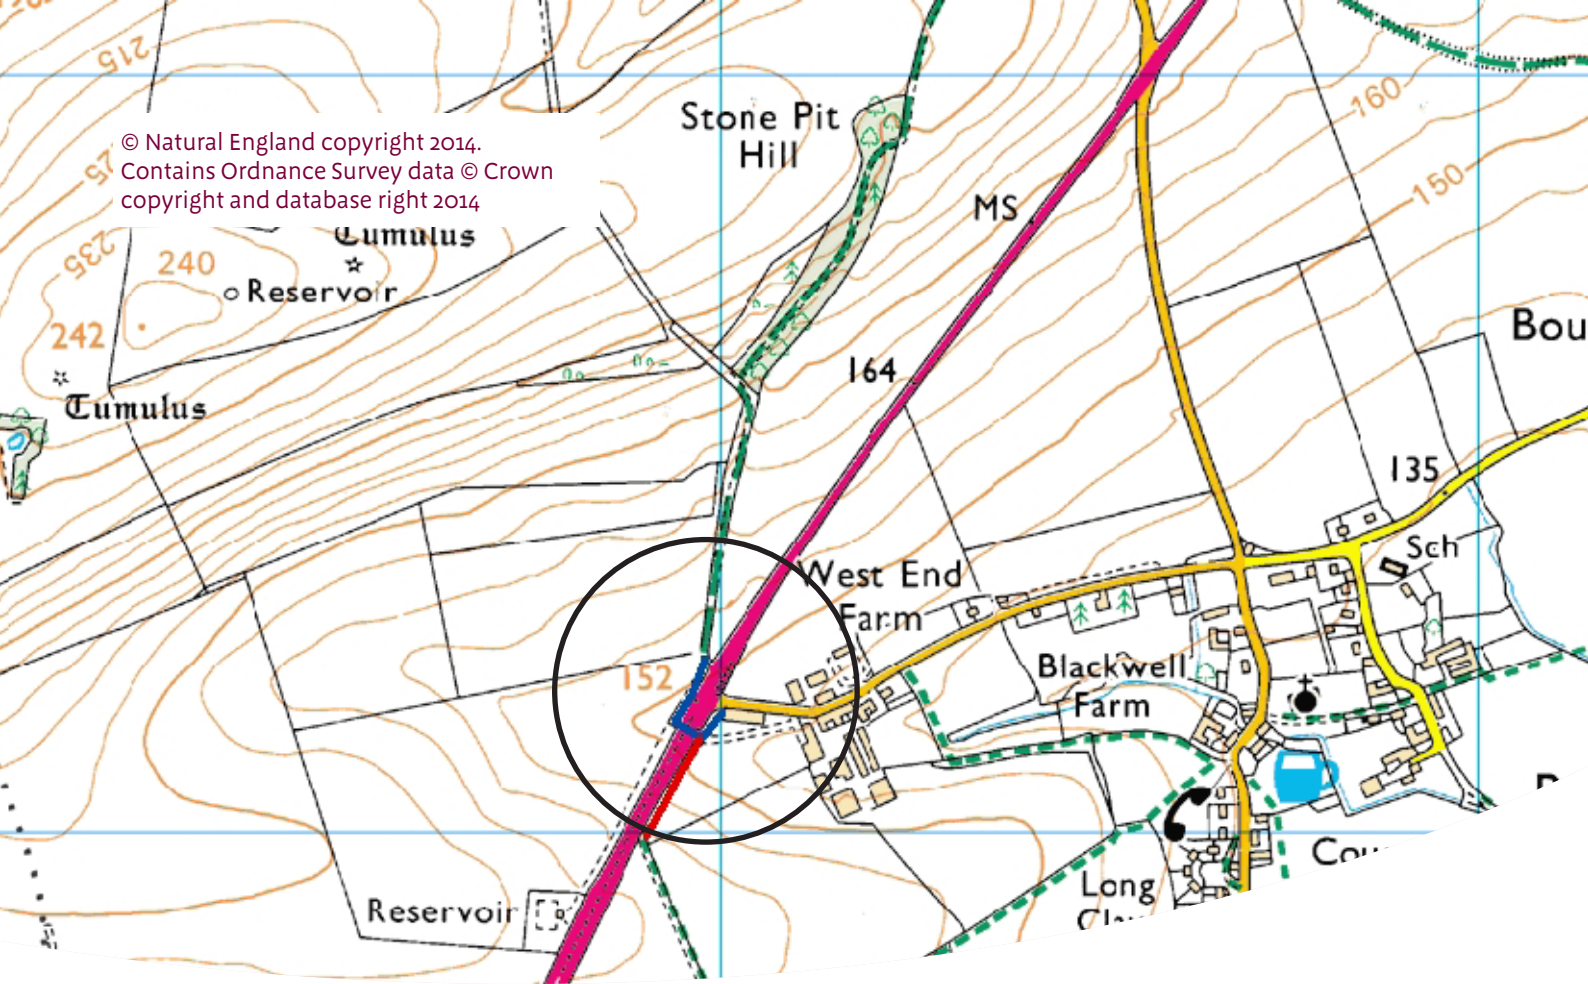 215
© Natural England copyright 2014.
Contains Ordnance Survey data © Crown
copyright and database right 2014
Stone Pit
Hill
160
150
MS
Tumulus
235
240
Reservoir
242
Tumulus
164
Bou
135
Sch
West End
Farm
152
Blackwell
Farm
Reservoir
Long